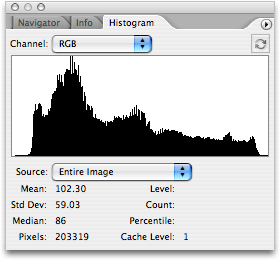 Navigator Info Histogram
Channel: RGB
Source: Entire Image
Mean: 102.30 Level:
Std Dev: 59.03 Count:
Median: 86 Percentile:
Pixels: 203319 Cache Level: 1